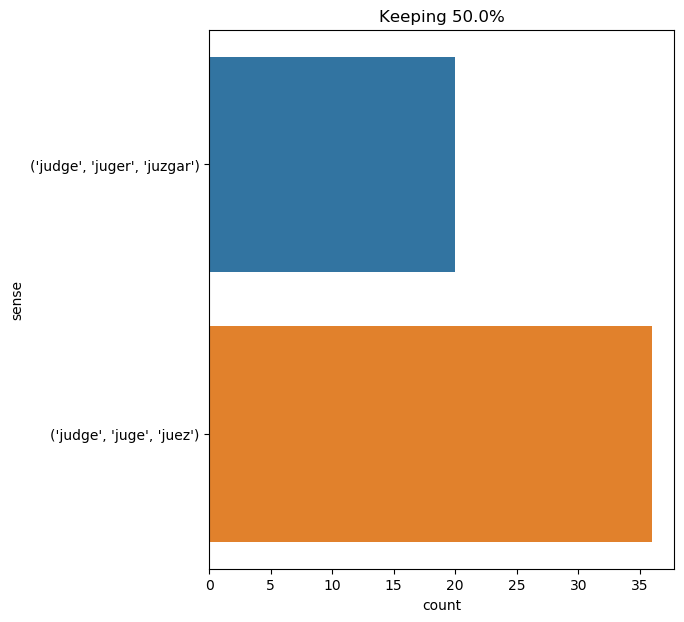 Keeping 50.0%
('judge', 'juger', 'juzgar')
sense
('judge', 'juge', 'juez')
0 5 10 15 20 25 30 35
count